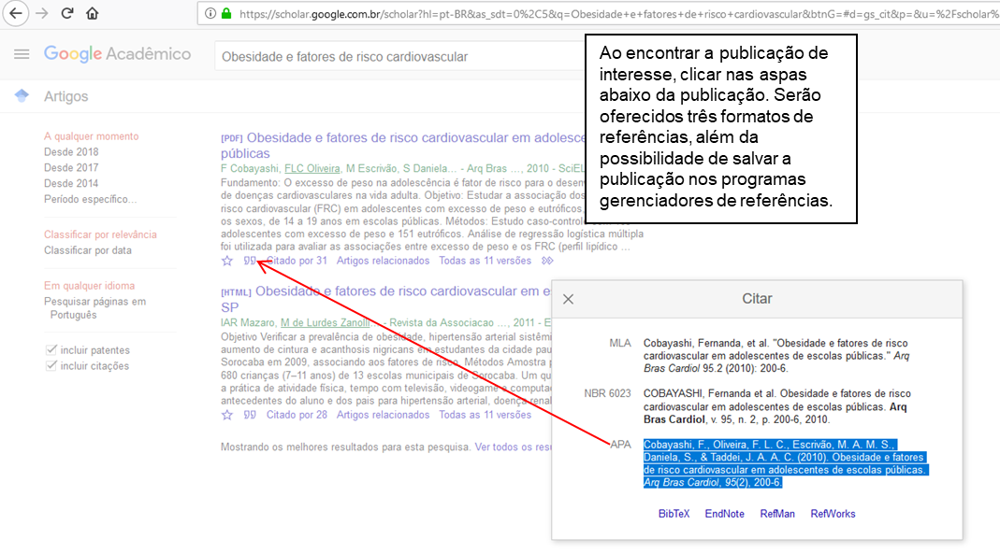 https://scholar.google.com.br/scholar?hl=pt-BR&as_sdt=0%2C5&q=Obesidade+e+fatores+de+risco+cardiovascular&btnG=#d=gs_cit&p=&u=%2Fscholar%
Google Acadêmico
Obesidade e fatores de risco cardiovascular
Ao encontrar a publicação de
interesse, clicar nas aspas
abaixo da publicação. Serão
oferecidos três formatos de
referências, além da
possibilidade de salvar a
publicação nos programas
gerenciadores de referências.
Artigos
A qualquer momento
Desde 2018
Desde 2017
Desde 2014
Período específico...
Classificar por relevância
Classificar por data
Em qualquer idioma
Pesquisar páginas em
Português
incluir patentes
incluir citações
[PDF] Obesidade e fatores de risco cardiovascular em adolesce
públicas
F Cobayashi, FLC Oliveira, M Escrivão, S Daniela... - Arq Bras ..., 2010 - SciEL
Fundamento: O excesso de peso na adolescência é fator de risco para o desen
de doenças cardiovasculares na vida adulta. Objetivo: Estudar a associação dos
risco cardiovascular (FRC) em adolescentes com excesso de peso e eutróficos,
os sexos, de 14 a 19 anos em escolas públicas. Métodos: Estudo caso-control
adolescentes com excesso de peso e 151 eutróficos. Análise de regressão logística múltipla
foi utilizada para avaliar as associações entre excesso de peso e os FRC (perfil lipídico ...
Citado por 31 Artigos relacionados Todas as 11 versões
[HTML] Obesidade e fatores de risco cardiovascular em e
SP
IAR Mazaro, M de Lurdes Zanolli... - Revista da Associacao ..., 2011 - E
Objetivo Verificar a prevalência de obesidade, hipertensão arterial sistêmi
aumento de cintura e acanthosis nigricans em estudantes da cidade pau
Sorocaba em 2009, associando aos fatores de risco. Métodos Amostra p
680 crianças (7–11 anos) de 13 escolas municipais de Sorocaba. Um qu
a prática de atividade física, tempo com televisão, videogame e computa
antecedentes do aluno e dos pais para hipertensão arterial, doença renal
Citado por 28 Artigos relacionados Todas as 11 versões
Mostrando os melhores resultados para esta pesquisa. Ver todos os resu
Citar
MLA Cobayashi, Fernanda, et al. "Obesidade e fatores de risco
cardiovascular em adolescentes de escolas públicas." Arq
Bras Cardiol 95.2 (2010): 200-6.
NBR 6023 COBAYASHI, Fernanda et al. Obesidade e fatores de risco
cardiovascular em adolescentes de escolas públicas. Arq
Bras Cardiol, v. 95, n. 2, p. 200-6, 2010.
APA Cobayashi, F., Oliveira, F. L. C., Escrivão, M. A. M. S.,
Daniela, S., & Taddei, J. A. A. C. (2010). Obesidade e fatores
de risco cardiovascular em adolescentes de escolas públicas.
Arq Bras Cardiol, 95(2), 200-6.
BibTeX EndNote RefMan RefWorks